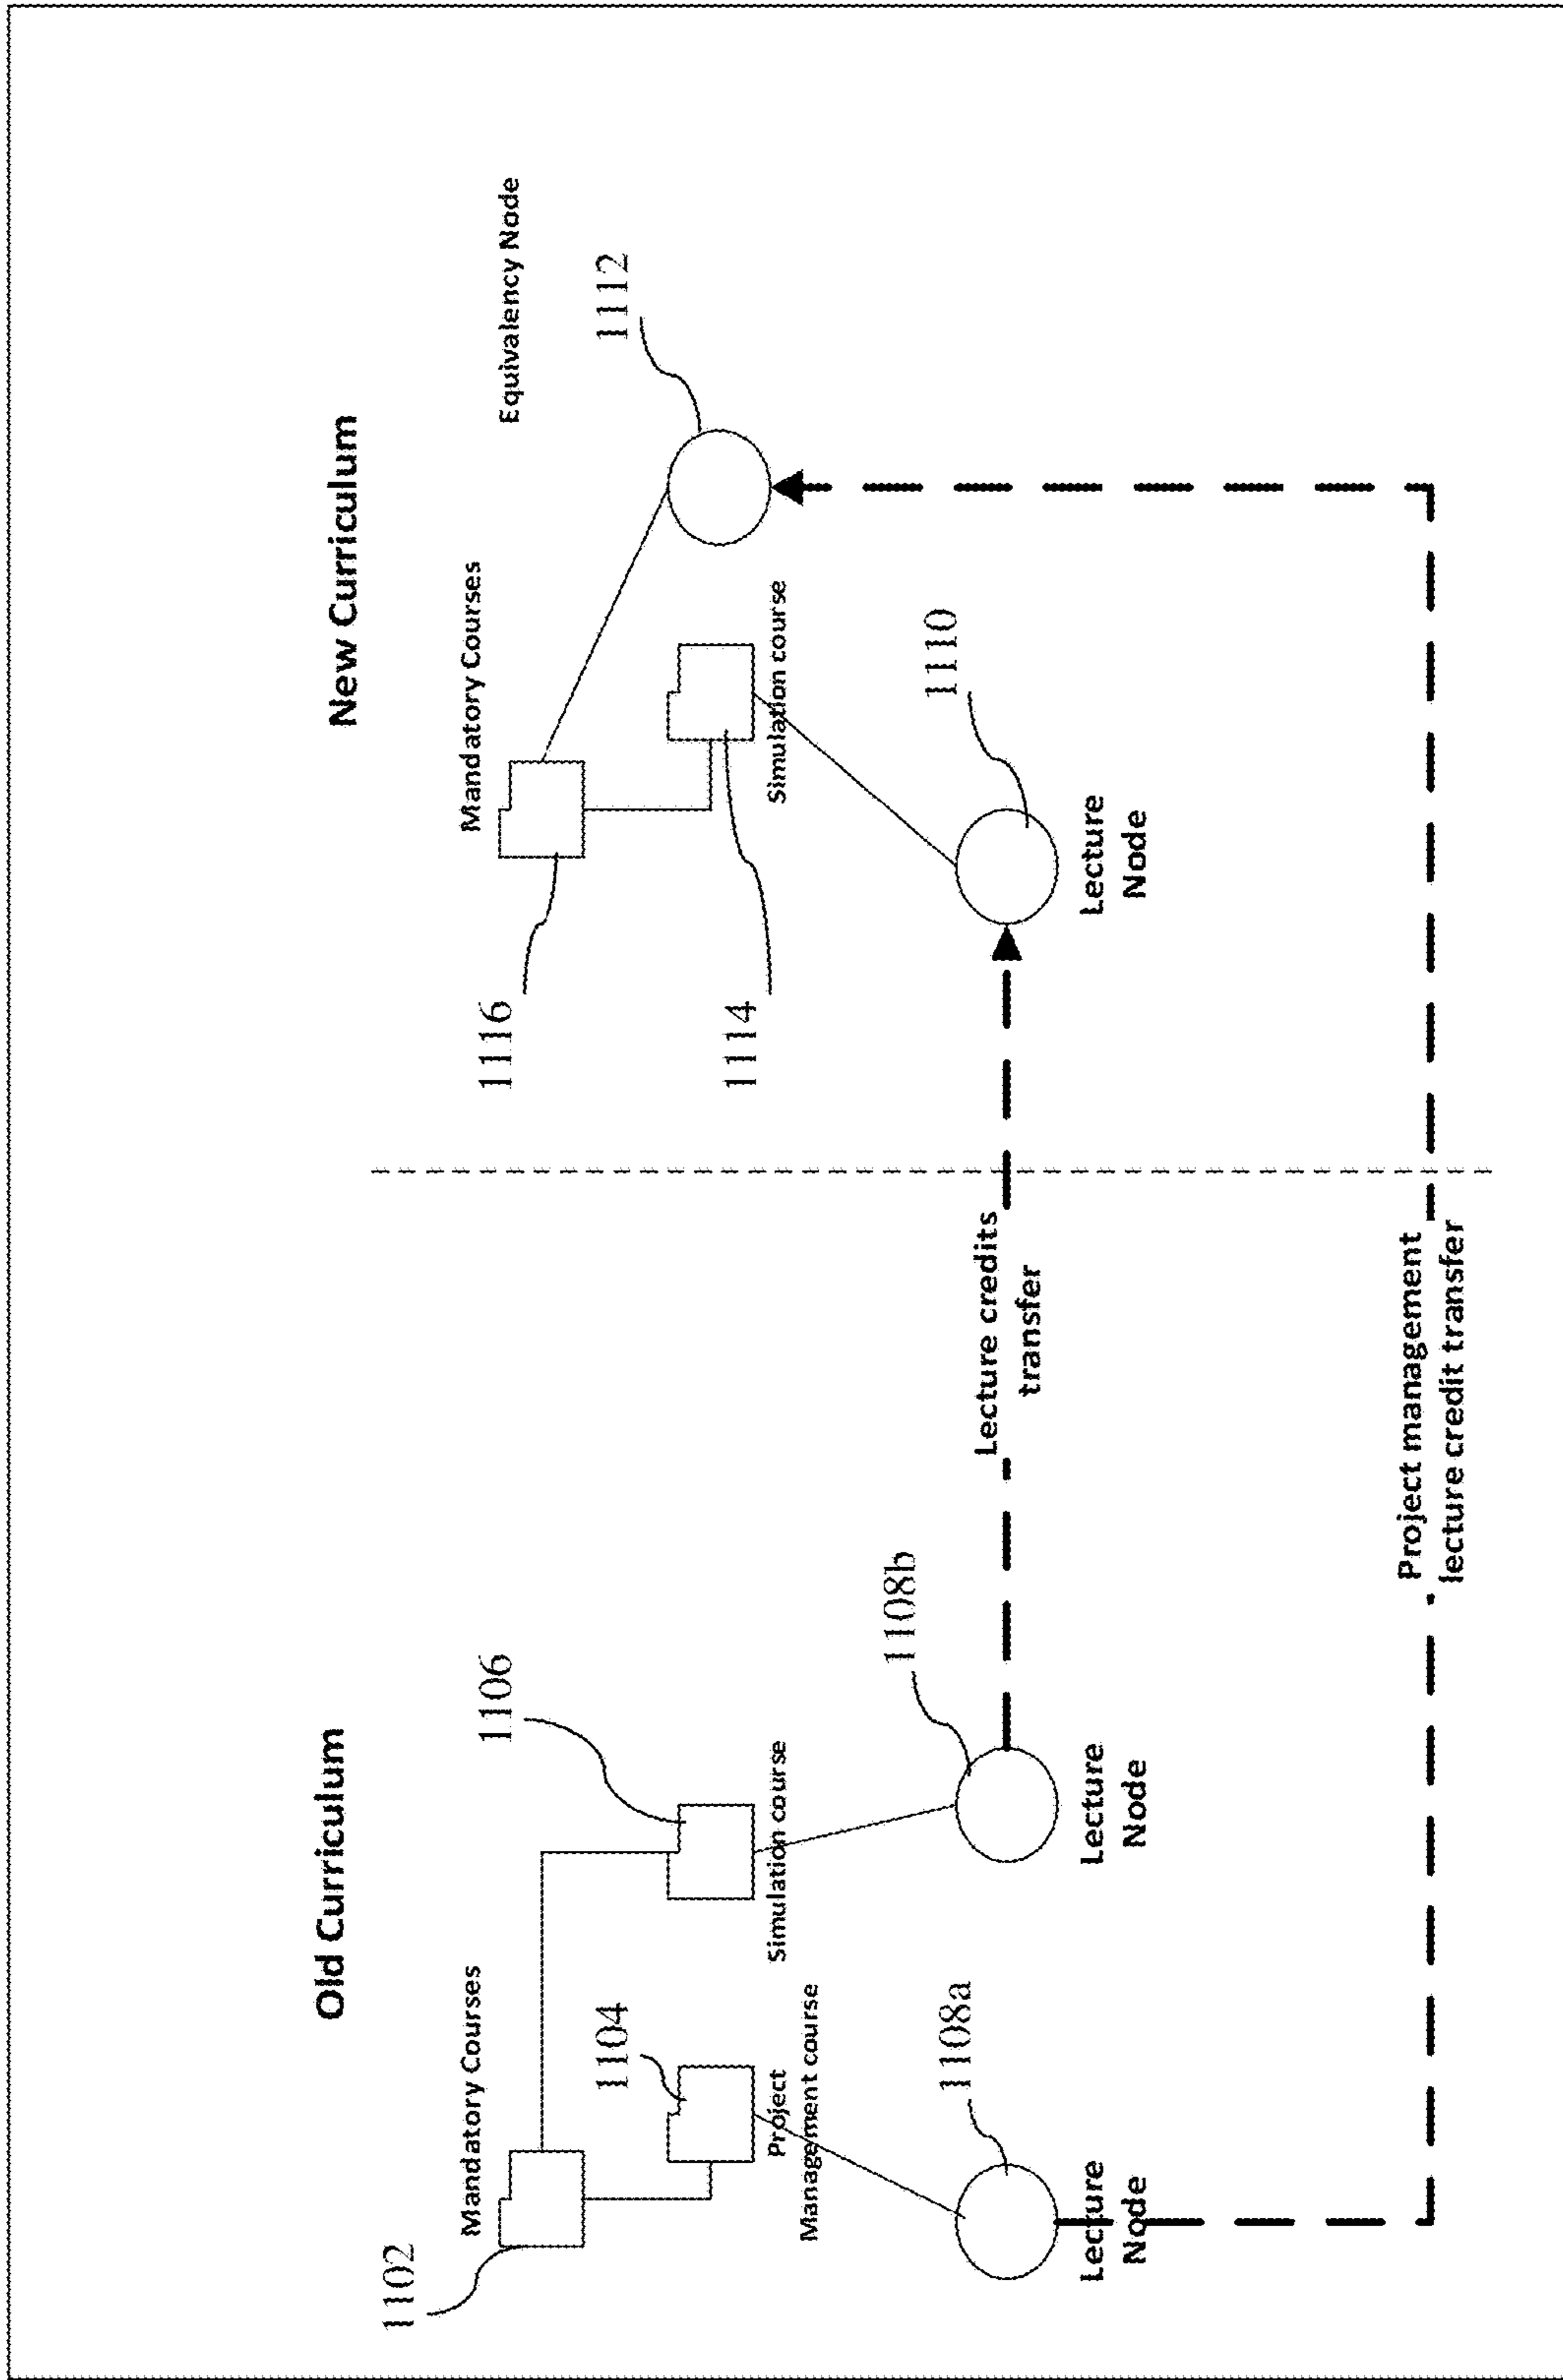 Old Curriculum
New Curriculum
1102
Mandatory Courses
1106
1104
Project
Management course
Simulation course
1108a
1108b
Lecture
Node
Lecture
Node
Lecture credits
transfer
Project management
lecture credit transfer
1116
Mandatory Courses
Equivalency Node
1112
1114
Simulation course
1110
Lecture
Node